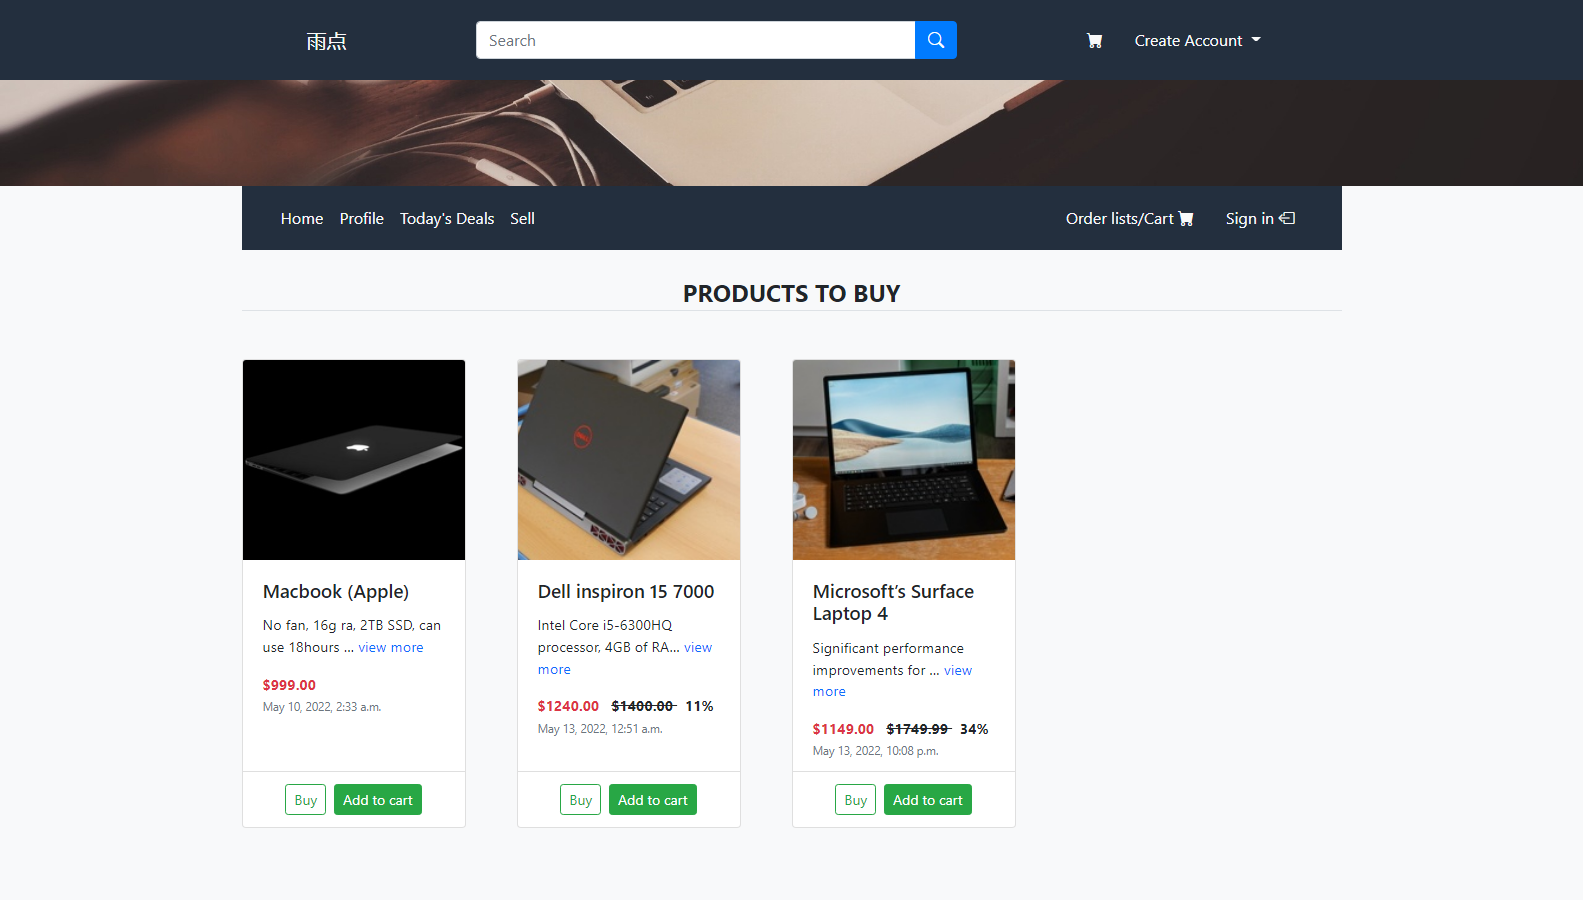 雨点
Search
Create Account
Home Profile Today's Deals Sell
Order lists/Cart
Sign in
PRODUCTS TO BUY
Macbook (Apple)
No fan, 16g ra, 2TB SSD, can
use 18hours ... view more
$999.00
May 10, 2022, 2:33 a.m.
Buy
Add to cart
Dell inspiron 15 7000
Intel Core i5-6300HQ
processor, 4GB of RA... view
more
$1240.00 $1400.00 11%
May 13, 2022, 12:51 a.m.
Buy
Add to cart
Microsoft’s Surface
Laptop 4
Significant performance
improvements for ... view
more
$1149.00 $1749.99 34%
May 13, 2022, 10:08 p.m.
Buy
Add to cart